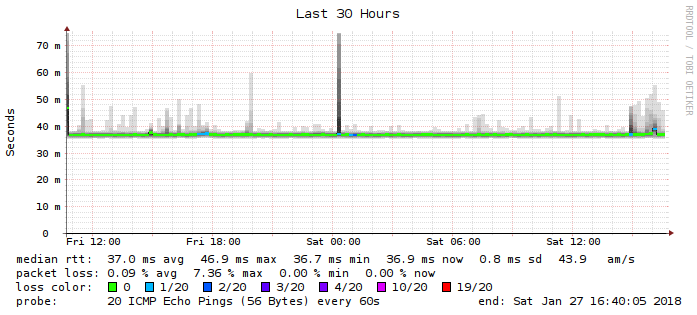 Last 30 Hours
RRDTOOL / TOBI OETIKER
Seconds
70 m
60 m
50 m
40 m
30 m
20 m
10 m
0
Fri 12:00 Fri 18:00 Sat 00:00 Sat 06:00 Sat 12:00
median rtt: 37.0 ms avg 46.9 ms max 36.7 ms min 36.9 ms now 0.8 ms sd 43.9 am/s
packet loss: 0.09 % avg 7.36 % max 0.00 % min 0.00 % now
loss color: 0 1/20 2/20 3/20 4/20 10/20 19/20
probe: 20 ICMP Echo Pings (56 Bytes) every 60s end: Sat Jan 27 16:40:05 2018